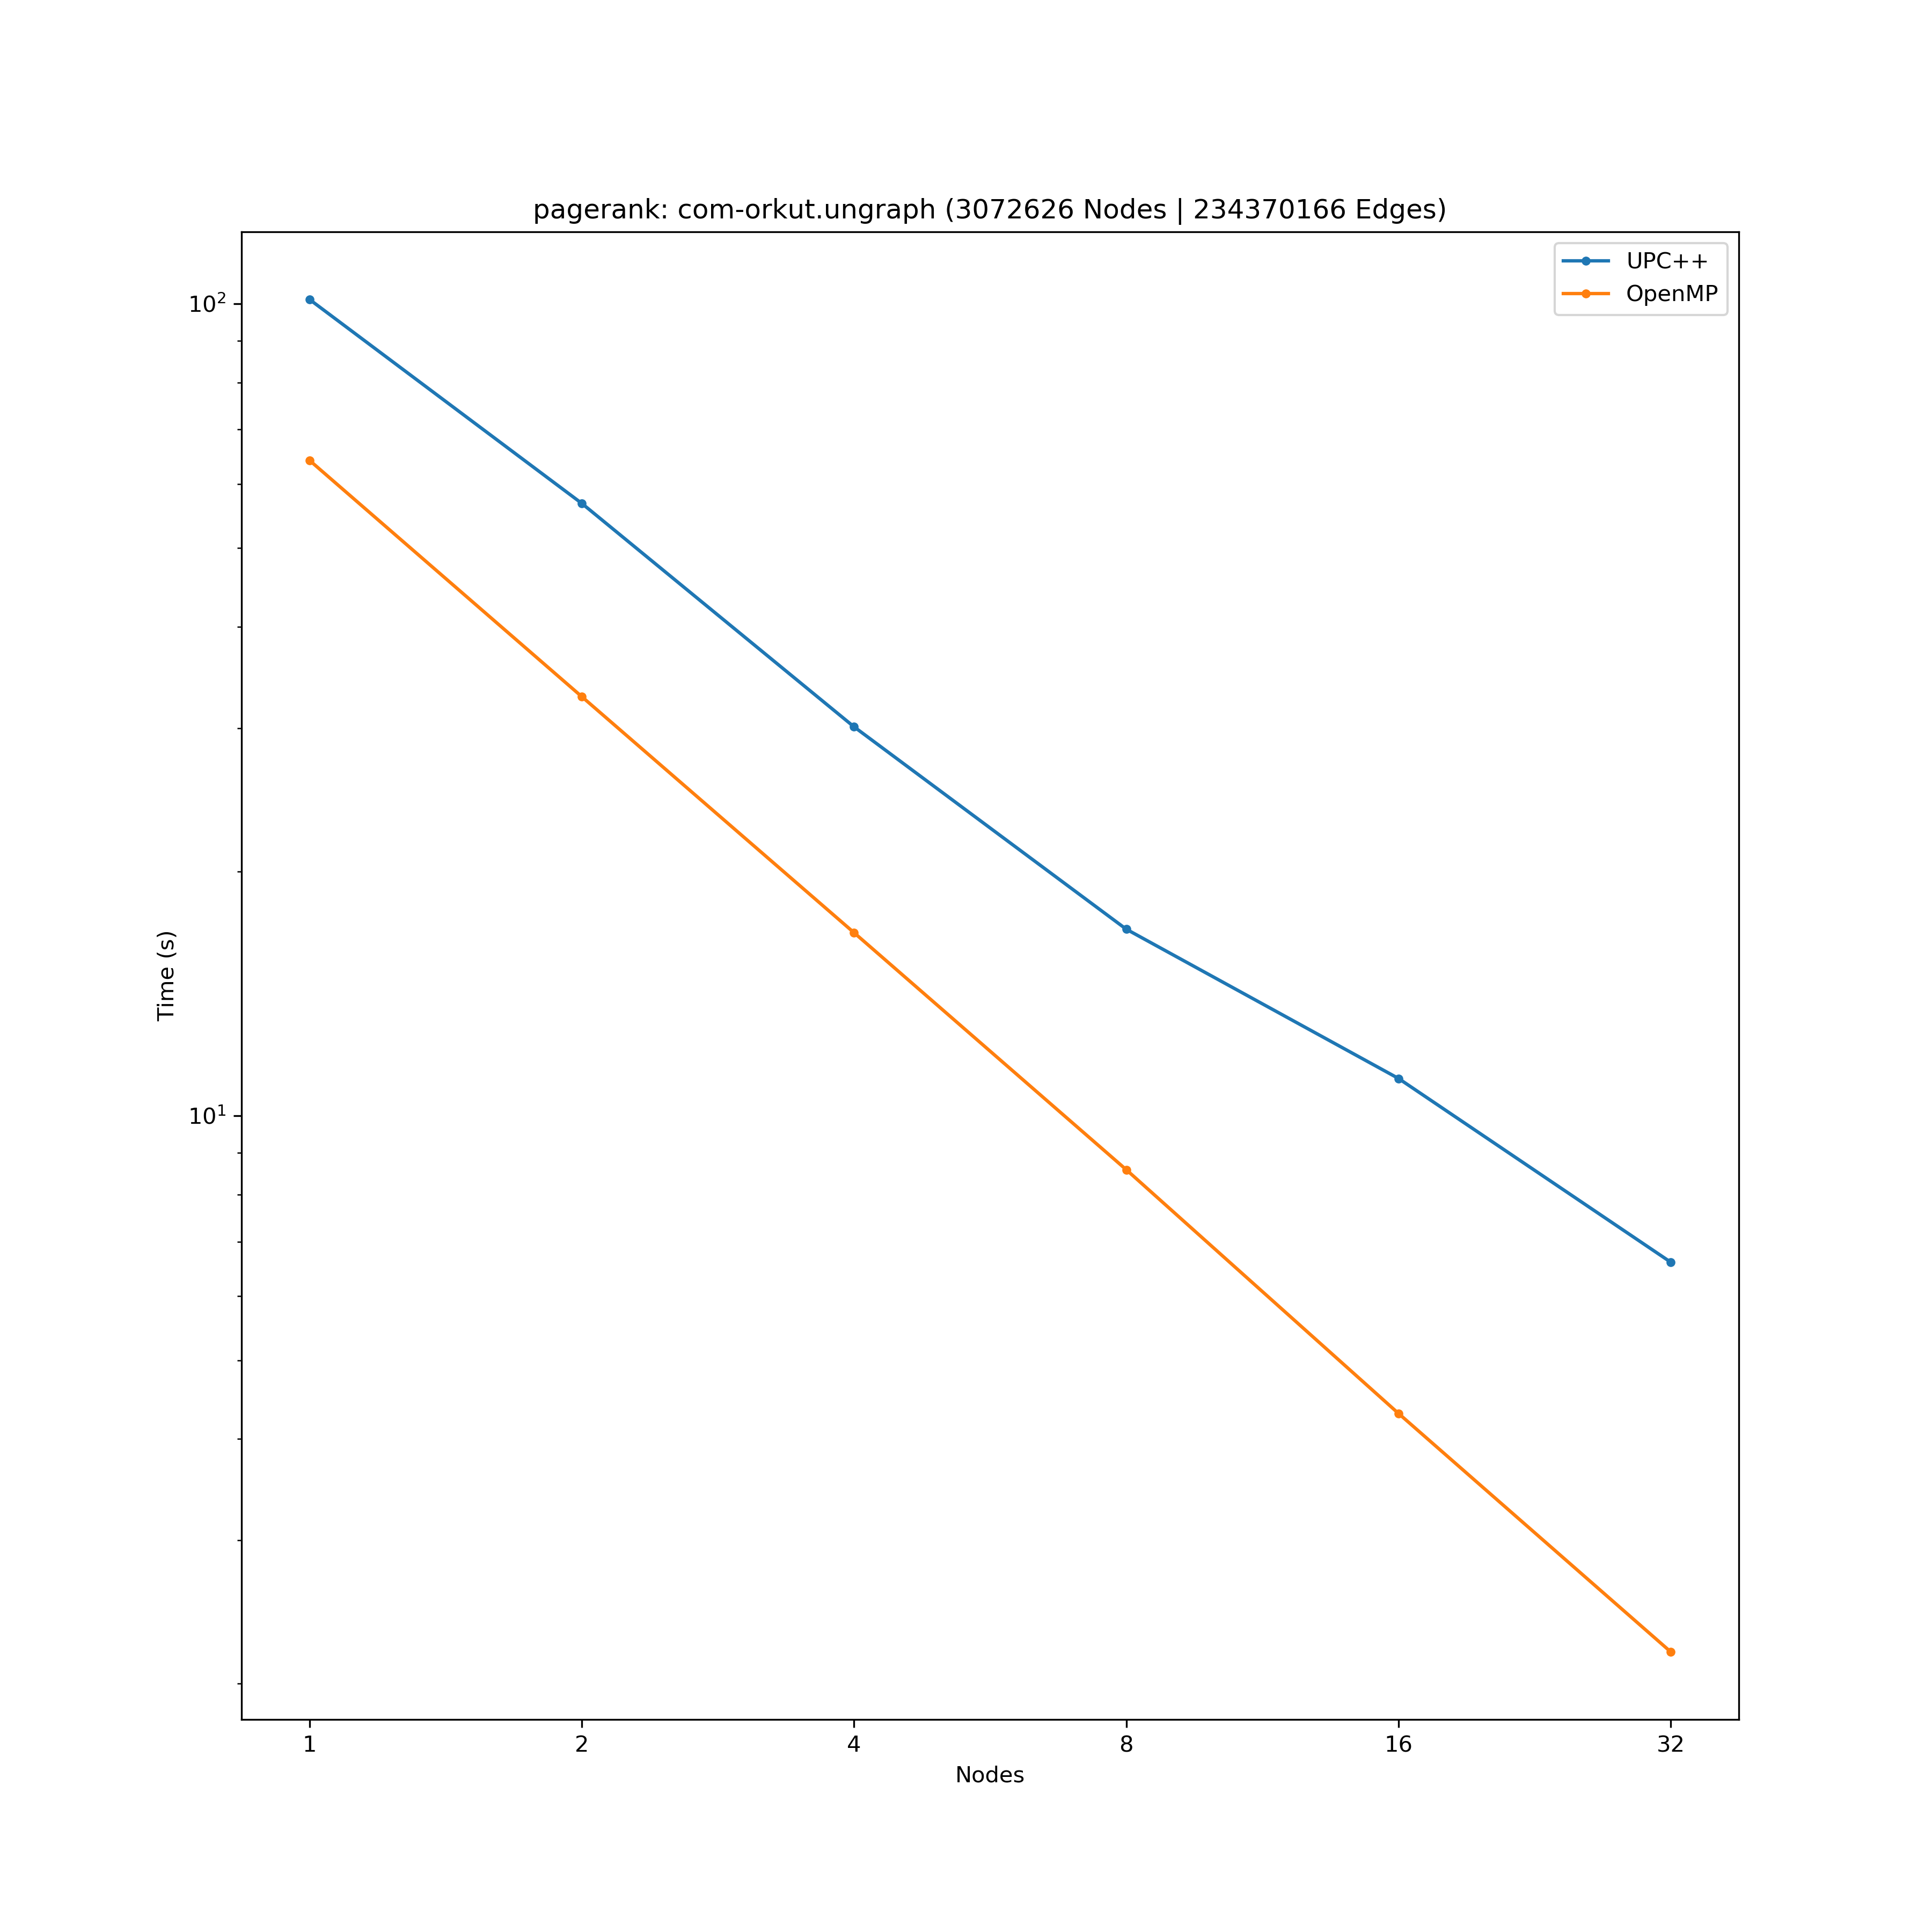 pagerank: com-orkut.ungraph (3072626 Nodes | 234370166 Edges)
UPC++
OpenMP
10²
10¹
Time (s)
1 2 4 8 16 32
Nodes